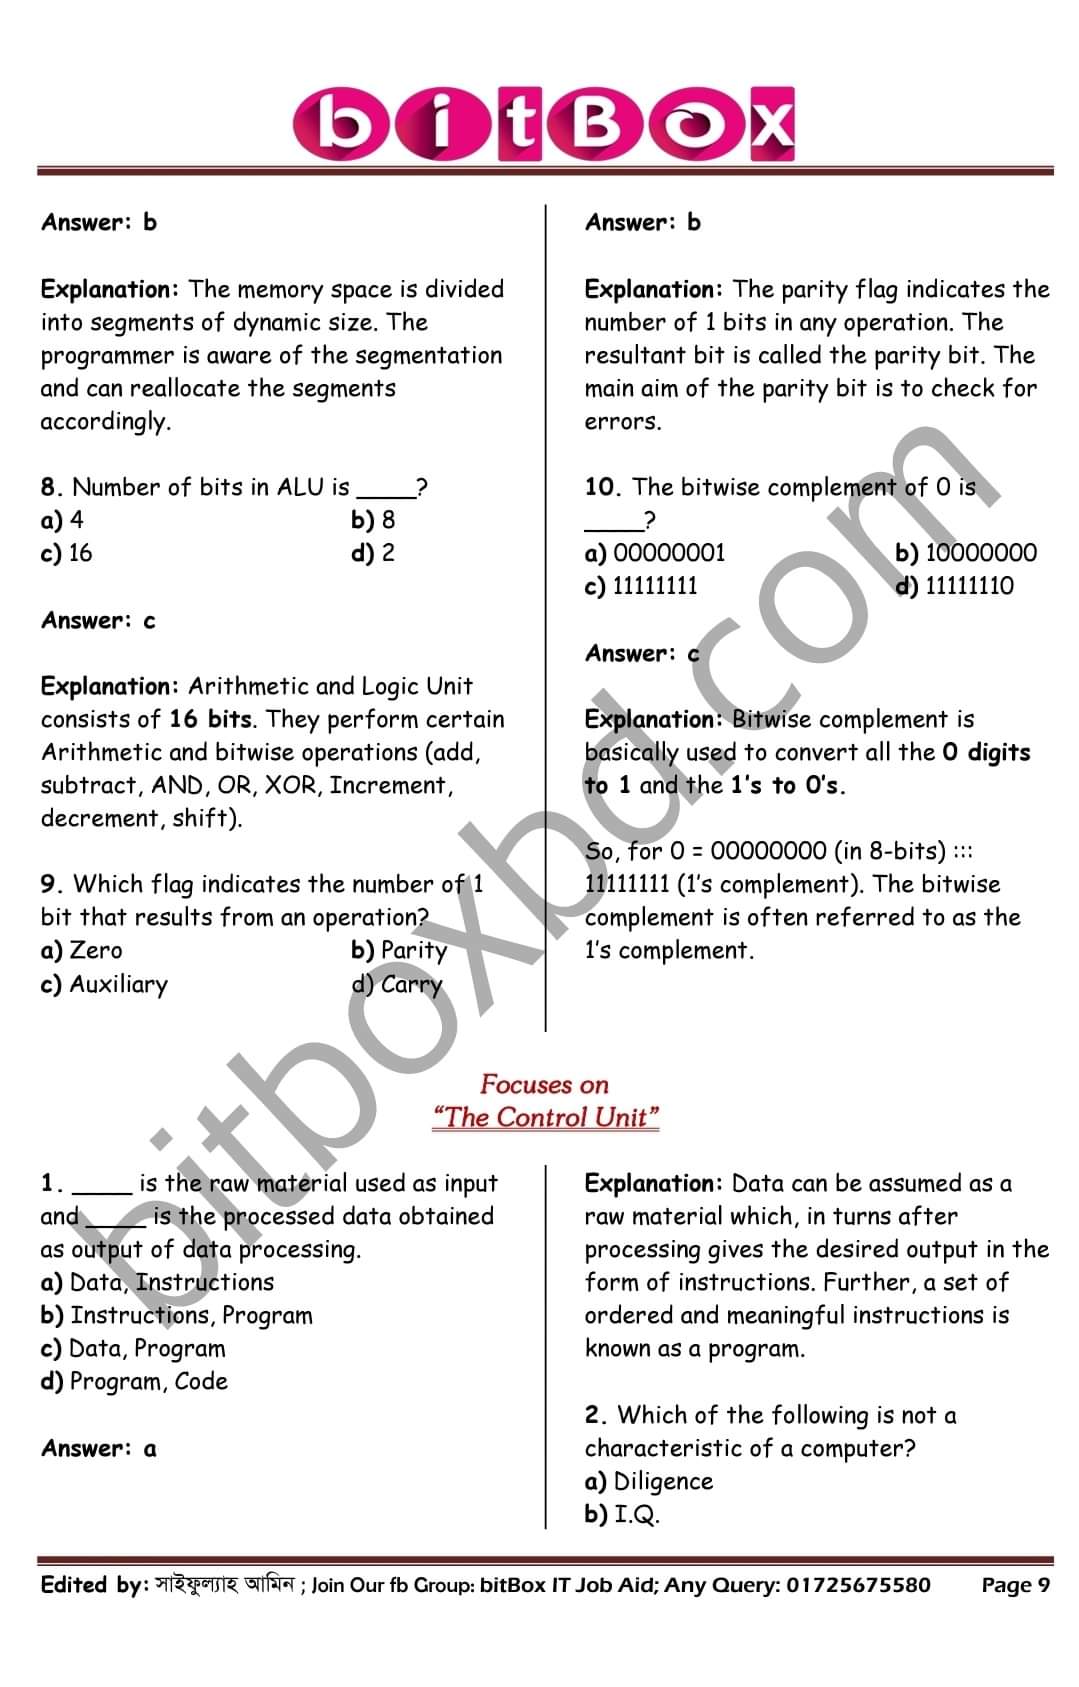 bitBox
Answer: b
Explanation: The memory space is divided
into segments of dynamic size. The
programmer is aware of the segmentation
and can reallocate the segments
accordingly.
8. Number of bits in ALU is ____?
a) 4 b) 8
c) 16 d) 2
Answer: c
Explanation: Arithmetic and Logic Unit
consists of 16 bits. They perform certain
Arithmetic and bitwise operations (add,
subtract, AND, OR, XOR, Increment,
decrement, shift).
9. Which flag indicates the number of 1
bit that results from an operation?
a) Zero b) Parity
c) Auxiliary d) Carry
Answer: b
Explanation: The parity flag indicates the
number of 1 bits in any operation. The
resultant bit is called the parity bit. The
main aim of the parity bit is to check for
errors.
10. The bitwise complement of 0 is
____?
a) 00000001 b) 10000000
c) 11111111 d) 11111110
Answer: c
Explanation: Bitwise complement is
basically used to convert all the 0 digits
to 1 and the 1's to 0's.
So, for 0 = 00000000 (in 8-bits) :::
11111111 (1's complement). The bitwise
complement is often referred to as the
1's complement.
Focuses on
“The Control Unit”
1. ____ is the raw material used as input
and ____ is the processed data obtained
as output of data processing.
a) Data, Instructions
b) Instructions, Program
c) Data, Program
d) Program, Code
Answer: a
Explanation: Data can be assumed as a
raw material which, in turns after
processing gives the desired output in the
form of instructions. Further, a set of
ordered and meaningful instructions is
known as a program.
2. Which of the following is not a
characteristic of a computer?
a) Diligence
b) I.Q.
Edited by: সাইফুল্যাহ আমিন ; Join Our fb Group: bitBox IT Job Aid; Any Query: 01725675580 Page 9
bitboxbd.com